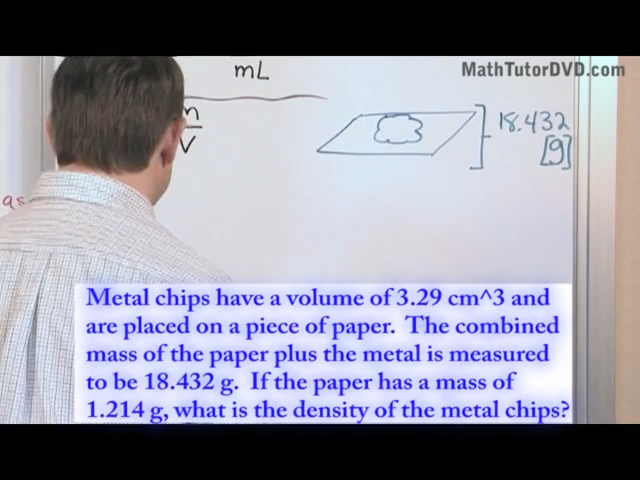 MathTutorDVD.com
mL
V
18.432
[g]
as
Metal chips have a volume of 3.29 cm^3 and
are placed on a piece of paper.  The combined
mass of the paper plus the metal is measured
to be 18.432 g.  If the paper has a mass of
1.214 g, what is the density of the metal chips?